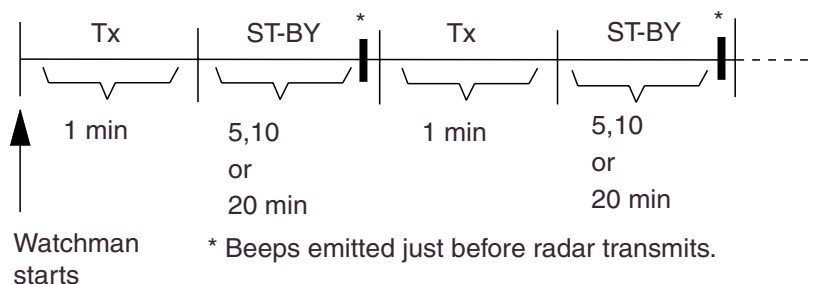 * *
Tx ST-BY Tx ST-BY
1 min 5,10 1 min 5,10
or or
20 min 20 min
Watchman * Beeps emitted just before radar transmits.
starts